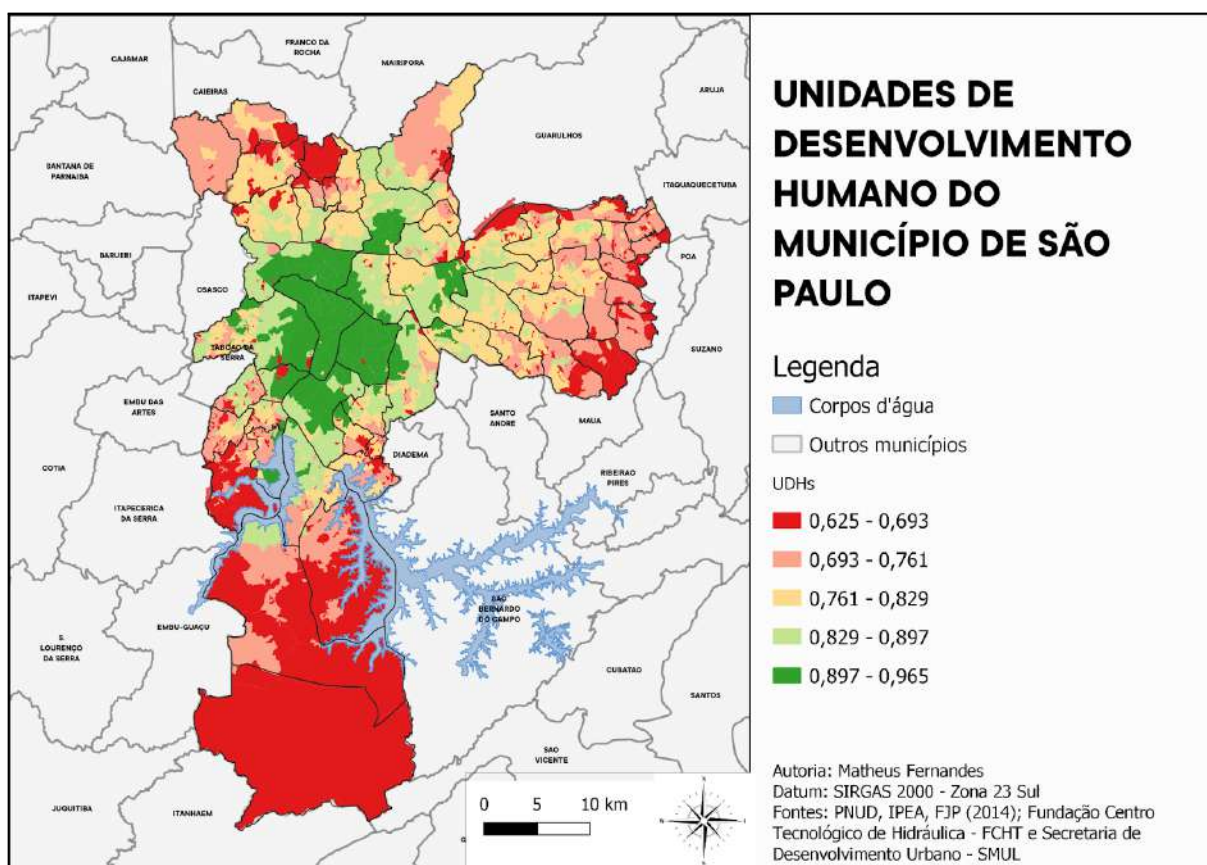 UNIDADES DE
DESENVOLVIMENTO
HUMANO DO
MUNICÍPIO DE SÃO
PAULO
Legenda
Corpos d'água
Outros municípios
UDHs
0,625 - 0,693
0,693 - 0,761
0,761 - 0,829
0,829 - 0,897
0,897 - 0,965
Autoria: Matheus Fernandes
Datum: SIRGAS 2000 - Zona 23 Sul
Fontes: PNUD, IPEA, FJP (2014); Fundação Centro
Tecnológico de Hidráulica - FCHT e Secretaria de
Desenvolvimento Urbano - SMUL
FRANCO DA
ROCHA
CAJAMAR
MAIRIPORA
CAIEIRAS
ARUJA
GUARULHOS
SANTANA DE
PARNAIBA
ITAQUAQUECETUBA
BARUERI
POA
OSASCO
ITAPEVI
TABOAO DA
SERRA
SUZANO
EMBU DAS
ARTES
SANTO
ANDRE
MAUA
DIADEMA
COTIA
RIBEIRAO
PIRES
ITAPECERICA
DA SERRA
SAO
BERNARDO
DO CAMPO
EMBU-GUAÇU
S.
LOURENÇO
DA SERRA
CUBATAO
SANTOS
SAO
VICENTE
JUQUITIBA
ITANHAEM
0 5 10 km
N